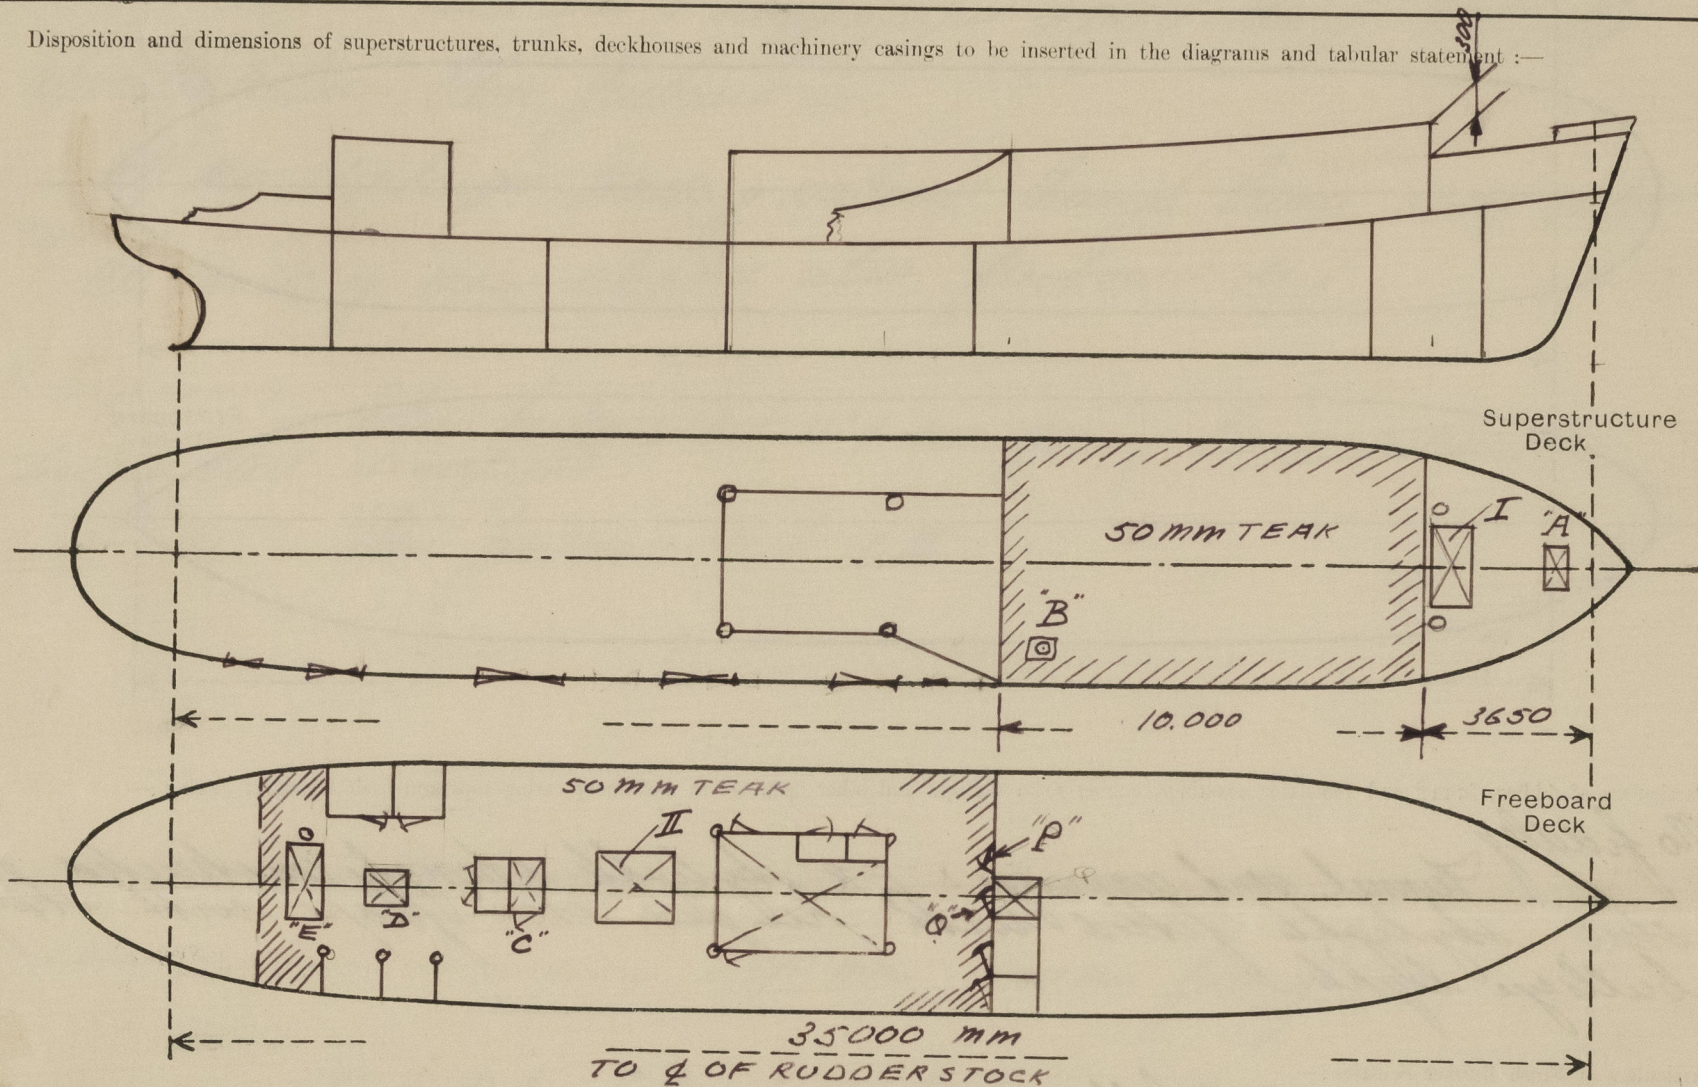 Disposition and dimensions of superstructures, trunks, deckhouses and machinery casings to be inserted in the diagrams and tabular statement :—
300
Superstructure
Deck
50 mm TEAK
I
"A"
"B"
10.000
3650
50 mm TEAK
II
Freeboard
Deck
"P"
"Q"
"E"
"D"
"C"
35000 mm
TO ℄ OF RUDDERSTOCK